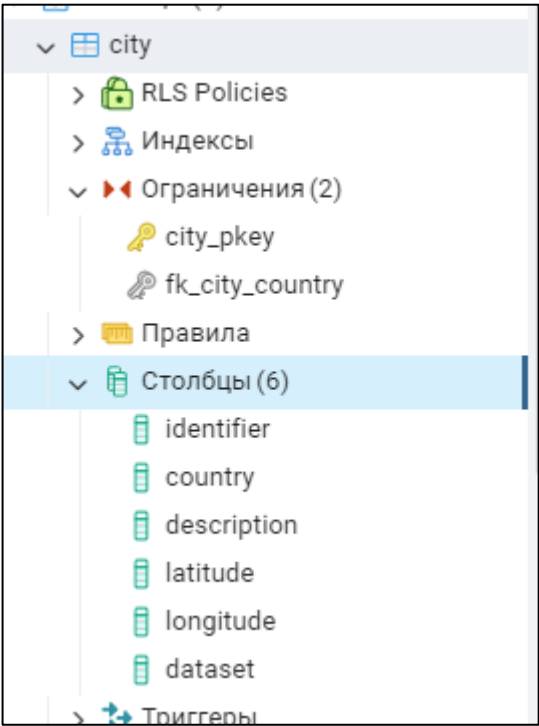 city
RLS Policies
Индексы
Ограничения (2)
city_pkey
fk_city_country
Правила
Столбцы (6)
identifier
country
description
latitude
longitude
dataset
Триггеры